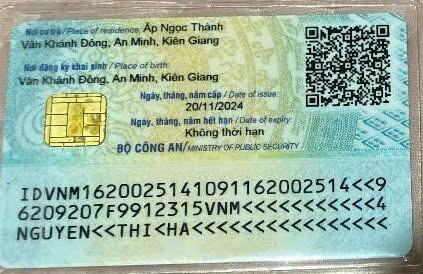 Nơi cư trú / Place of residence: Ấp Ngọc Thành
Vân Khánh Đông, An Minh, Kiên Giang
Nơi đăng ký khai sinh / Place of birth:
Vân Khánh Đông, An Minh, Kiên Giang
Ngày, tháng, năm cấp / Date of issue:
20/11/2024
Ngày, tháng, năm hết hạn / Date of expiry:
Không thời hạn
BỘ CÔNG AN/MINISTRY OF PUBLIC SECURITY
IDVNM1620025141091162002514<<9
6209207F9912315VNM<<<<<<<<<<<4
NGUYEN<<THI<HA<<<<<<<<<<<<<<<<